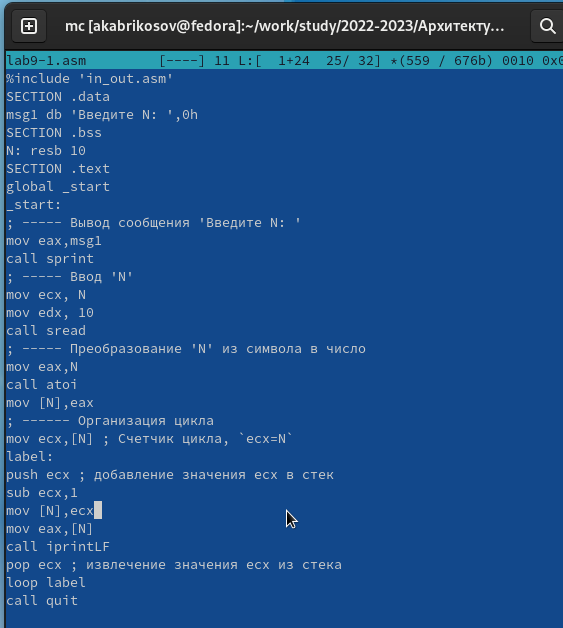 mc [akabrikosov@fedora]:~/work/study/2022-2023/Архитекту...
lab9-1.asm [----] 11 L:[ 1+24 25/ 32] *(559 / 676b) 0010 0x0
%include 'in_out.asm'
SECTION .data
msg1 db 'Введите N: ',0h
SECTION .bss
N: resb 10
SECTION .text
global _start
_start:
; ----- Вывод сообщения 'Введите N: '
mov eax,msg1
call sprint
; ----- Ввод 'N'
mov ecx, N
mov edx, 10
call sread
; ----- Преобразование 'N' из символа в число
mov eax,N
call atoi
mov [N],eax
; ------ Организация цикла
mov ecx,[N] ; Счетчик цикла, `ecx=N`
label:
push ecx ; добавление значения ecx в стек
sub ecx,1
mov [N],ecx
mov eax,[N]
call iprintLF
pop ecx ; извлечение значения ecx из стека
loop label
call quit